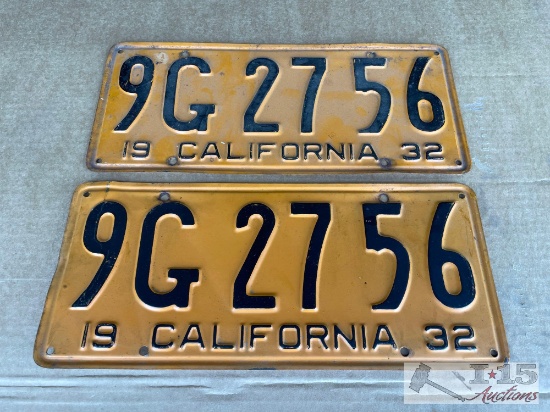 9G 27 56
19 CALIFORNIA 32
9G 27 56
19 CALIFORNIA 32
I★15
Auctions